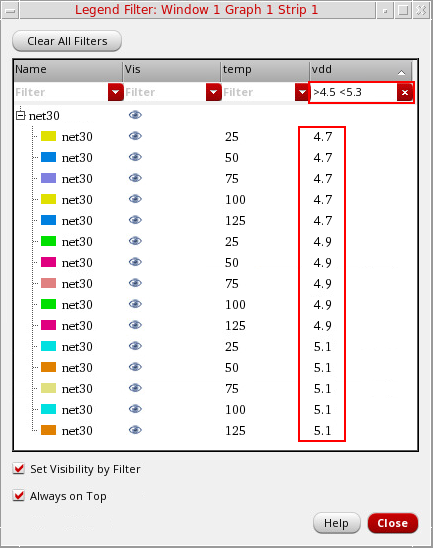 Legend Filter: Window 1 Graph 1 Strip 1
Clear All Filters
Name Vis temp vdd
Filter Filter Filter >4.5 <5.3
net30
net30 25 4.7
net30 50 4.7
net30 75 4.7
net30 100 4.7
net30 125 4.7
net30 25 4.9
net30 50 4.9
net30 75 4.9
net30 100 4.9
net30 125 4.9
net30 25 5.1
net30 50 5.1
net30 75 5.1
net30 100 5.1
net30 125 5.1
Set Visibility by Filter
Always on Top
Help Close